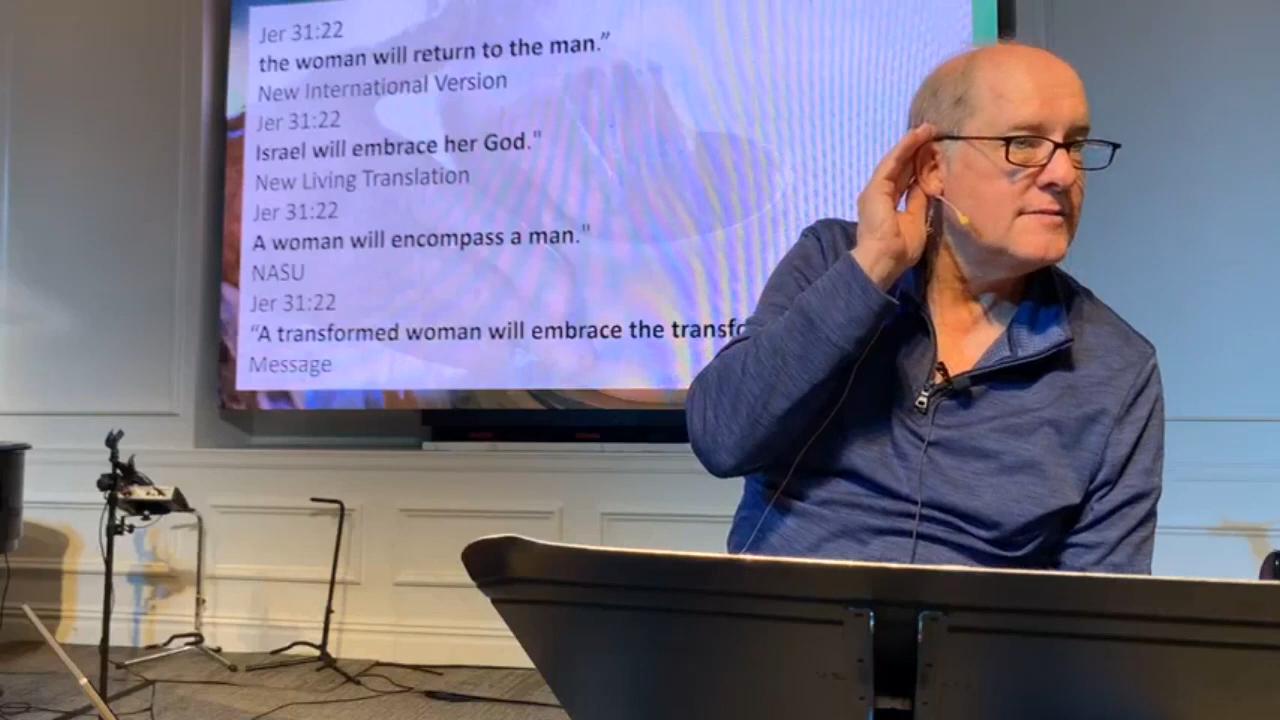 Jer 31:22
the woman will return to the man.”
New International Version
Jer 31:22
Israel will embrace her God."
New Living Translation
Jer 31:22
A woman will encompass a man."
NASU
Jer 31:22
“A transformed woman will embrace the
Message